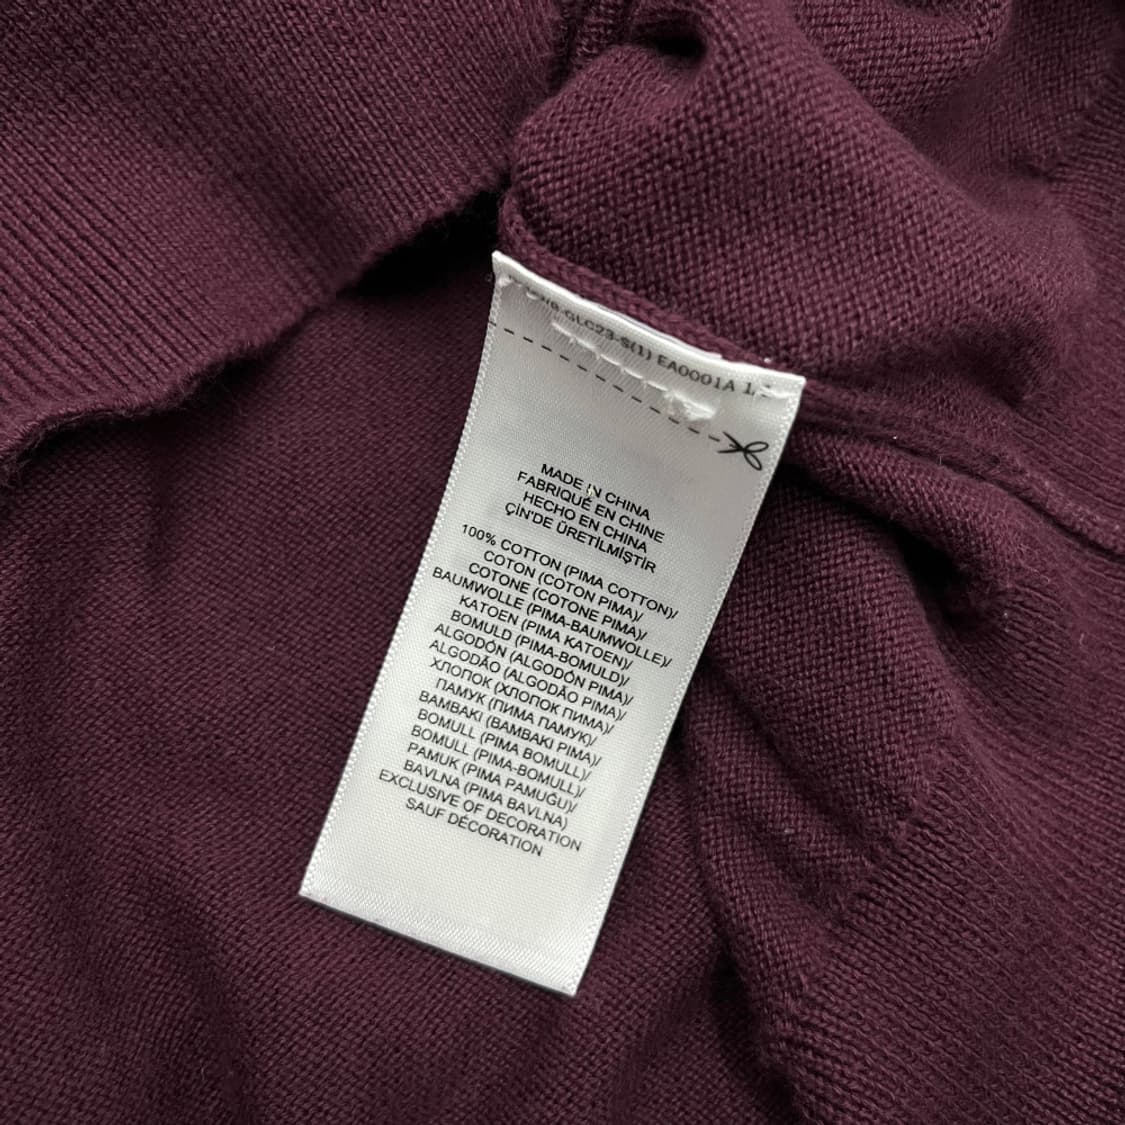 GLC23-S(1) EA0001A
MADE IN CHINA
FABRIQUÉ EN CHINE
HECHO EN CHINA
ÇİN'DE ÜRETİLMİŞTİR
100% COTTON (PIMA COTTON)/
COTON (COTON PIMA)/
COTONE (COTONE PIMA)/
BAUMWOLLE (PIMA-BAUMWOLLE)/
KATOEN (PIMA KATOEN)/
BOMULD (PIMA-BOMULD)/
ALGODÓN (ALGODÓN PIMA)/
ALGODÃO (ALGODÃO PIMA)/
ХЛОПОК (ХЛОПОК ПИМА)/
ПАМУК (ПИМА ПАМУК)/
BAMBAKI (BAMBAKI PIMA)/
BOMULL (PIMA BOMULL)/
BOMULL (PIMA-BOMULL)/
PAMUK (PIMA PAMUĞU)/
BAVLNA (PIMA BAVLNA)
EXCLUSIVE OF DECORATION
SAUF DÉCORATION